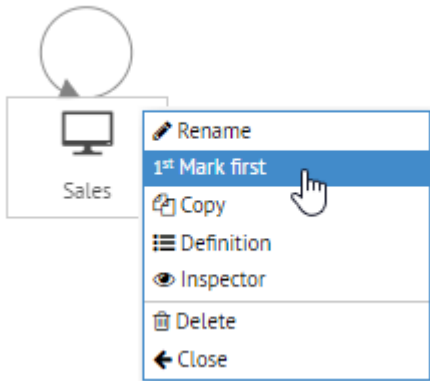 Sales
Rename
1st Mark first
Copy
Definition
Inspector
Delete
Close